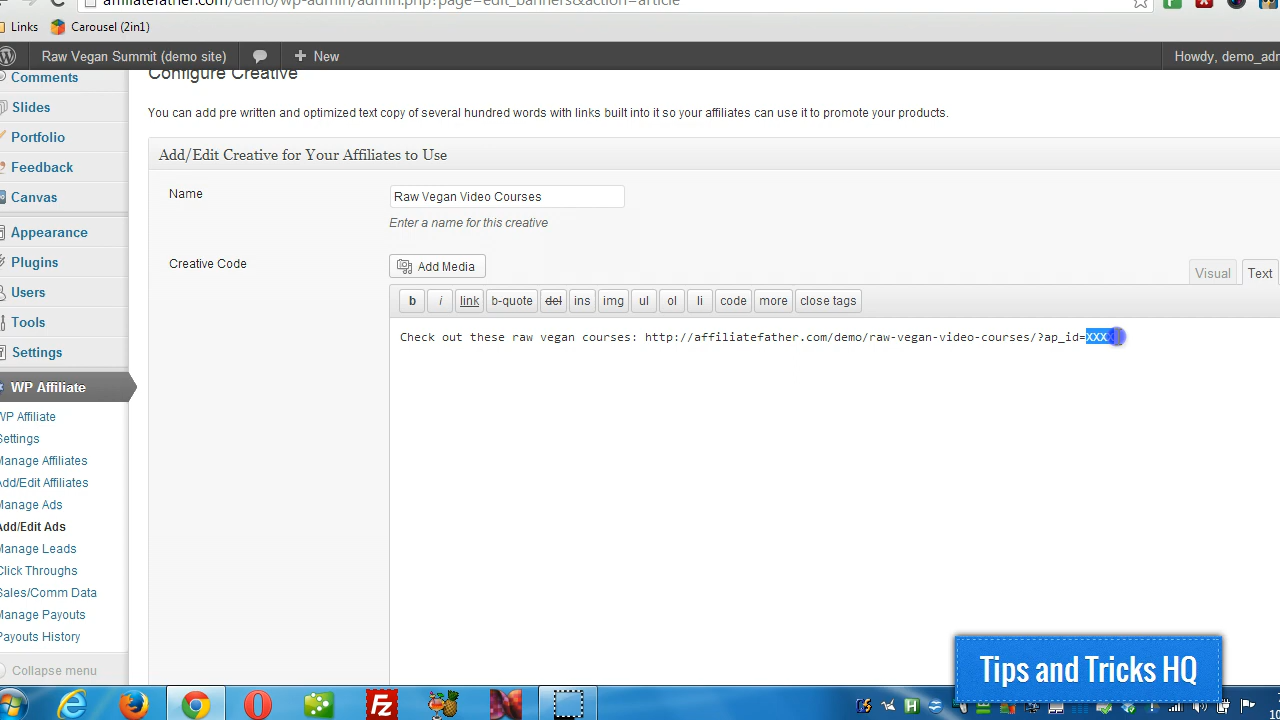 affiliatefather.com/demo/wp-admin/admin.php?page=edit_banners&action=article
Links
Carousel (2in1)
Raw Vegan Summit (demo site)
New
Howdy, demo_adm
Comments
Slides
Portfolio
Feedback
Canvas
Appearance
Plugins
Users
Tools
Settings
WP Affiliate
WP Affiliate
Settings
Manage Affiliates
Add/Edit Affiliates
Manage Ads
Add/Edit Ads
Manage Leads
Click Throughs
Sales/Comm Data
Manage Payouts
Payouts History
Collapse menu
Configure Creative
You can add pre written and optimized text copy of several hundred words with links built into it so your affiliates can use it to promote your products.
Add/Edit Creative for Your Affiliates to Use
Name
Raw Vegan Video Courses
Enter a name for this creative
Creative Code
Add Media
Visual
Text
b
i
link
b-quote
del
ins
img
ul
ol
li
code
more
close tags
Check out these raw vegan courses: http://affiliatefather.com/demo/raw-vegan-video-courses/?ap_id=
Tips and Tricks HQ